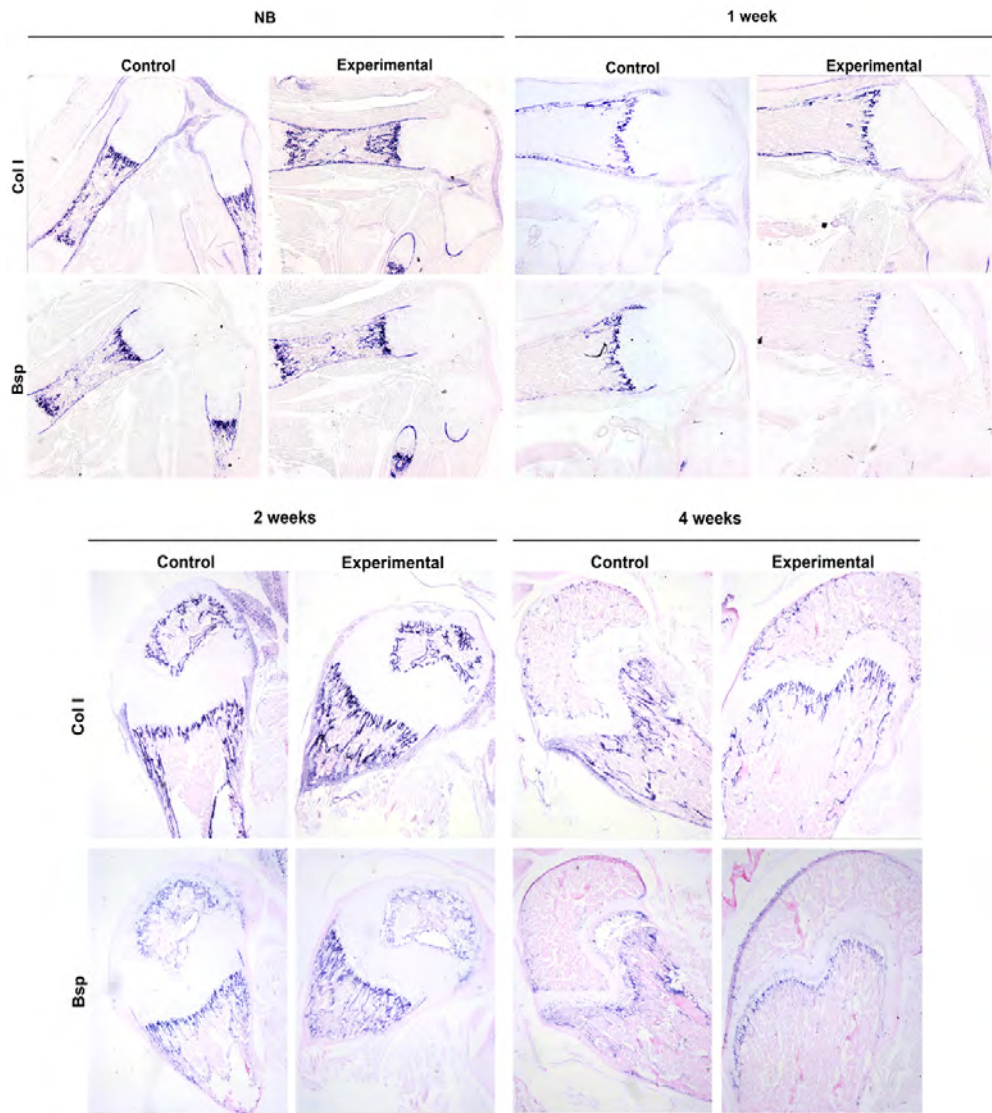 NB 1 week
Control Experimental Control Experimental
Col I
Bsp
2 weeks 4 weeks
Control Experimental Control Experimental
Col I
Bsp